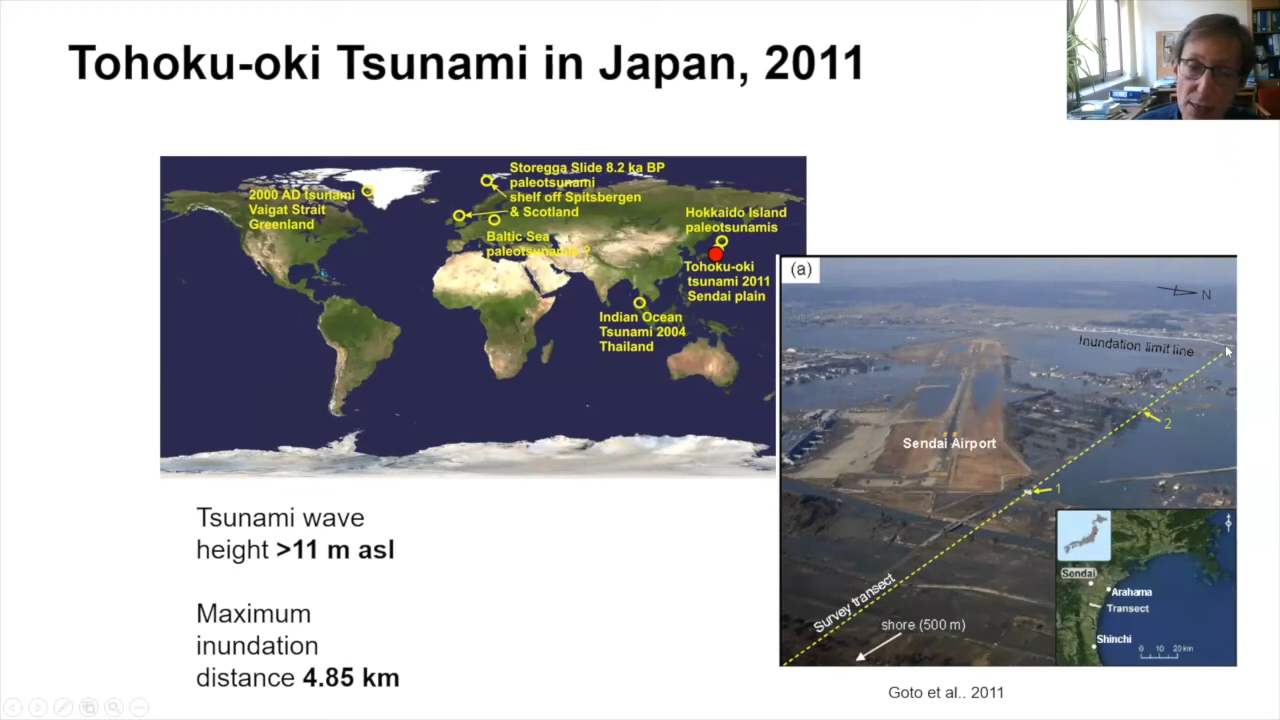 Tohoku-oki Tsunami in Japan, 2011
Storegga Slide 8.2 ka BP
paleotsunami
shelf off Spitsbergen
& Scotland
2000 AD tsunami
Vaigat Strait
Greenland
Baltic Sea
paleotsunamis ?
Hokkaido Island
paleotsunamis
Tohoku-oki
tsunami 2011
Sendai plain
Indian Ocean
Tsunami 2004
Thailand
(a)
N
Inundation limit line
2
Sendai Airport
1
Survey transect
shore (500 m)
Sendai
Arahama
Transect
Shinchi
0 10 20 km
Tsunami wave
height >11 m asl
Maximum
inundation
distance 4.85 km
Goto et al.. 2011